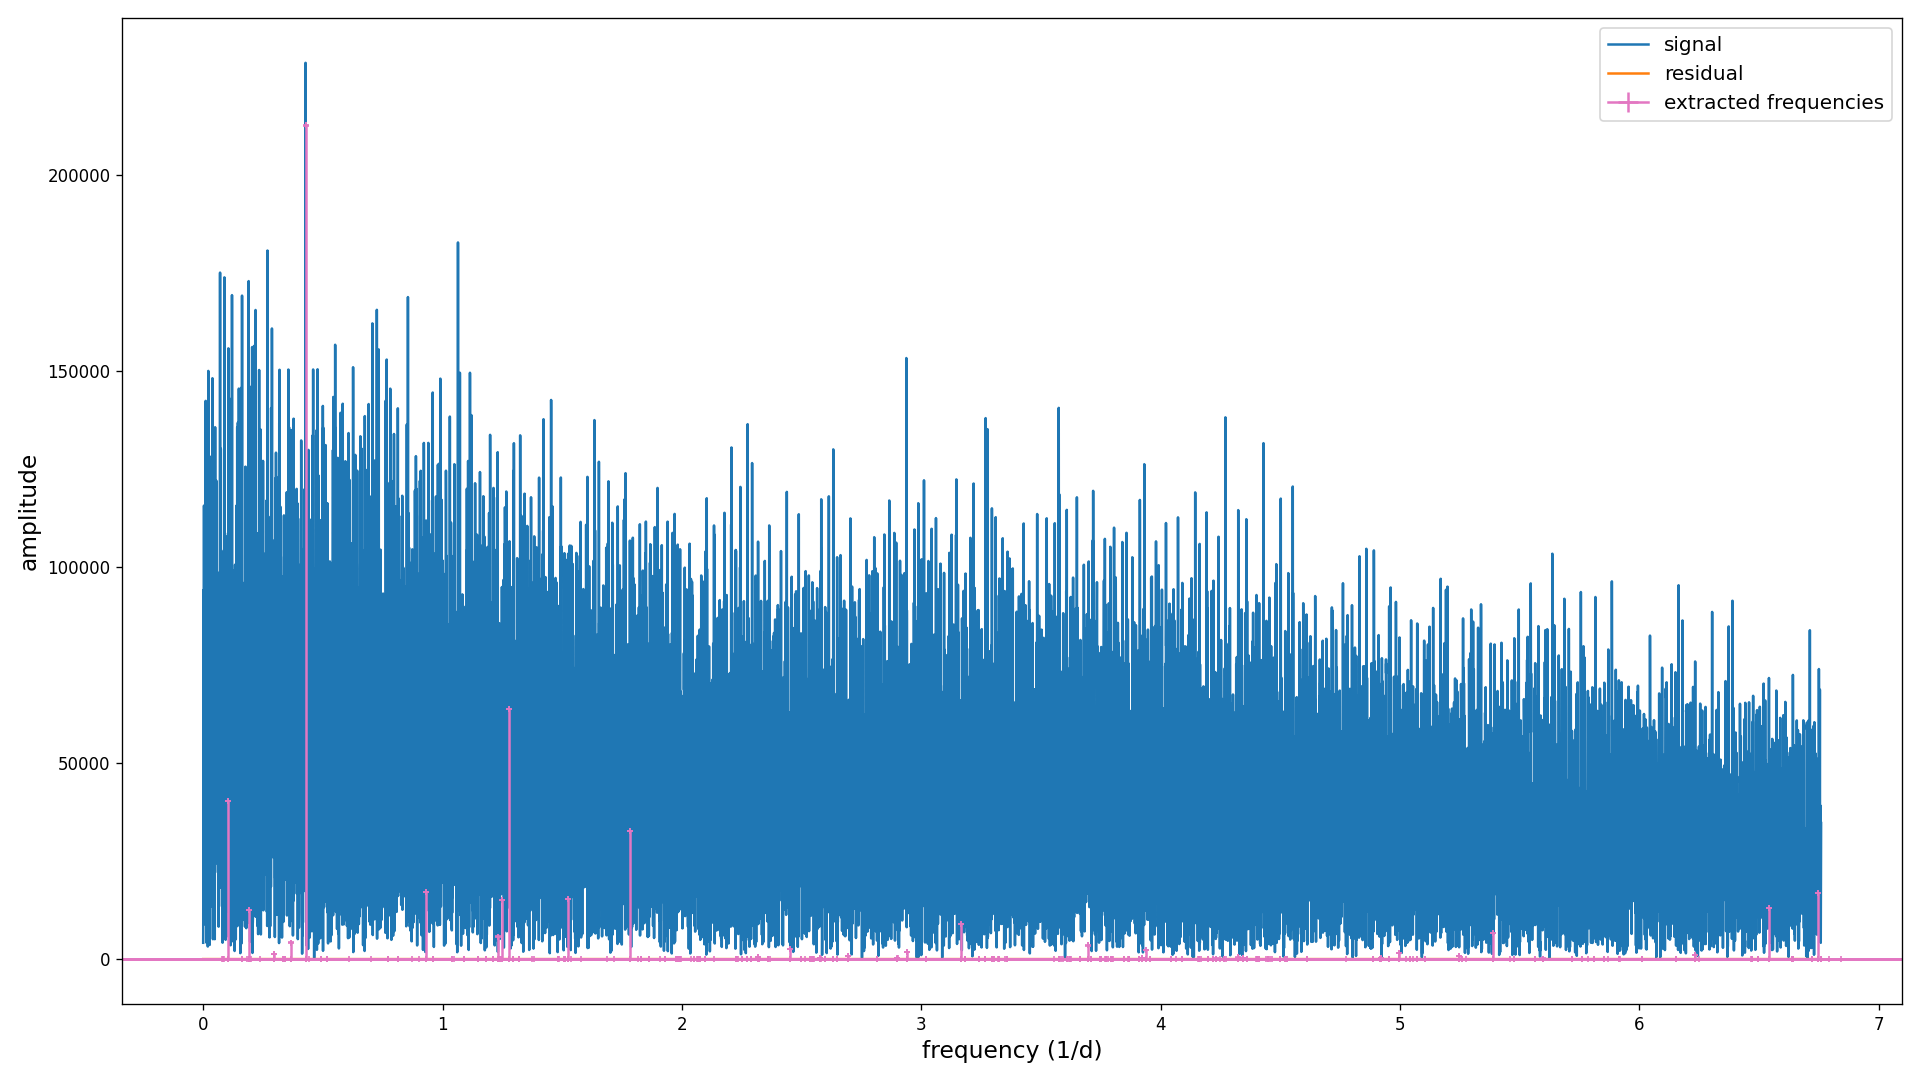 signal
residual
extracted frequencies
200000
150000
100000
50000
0
amplitude
0 1 2 3 4 5 6 7
frequency (1/d)